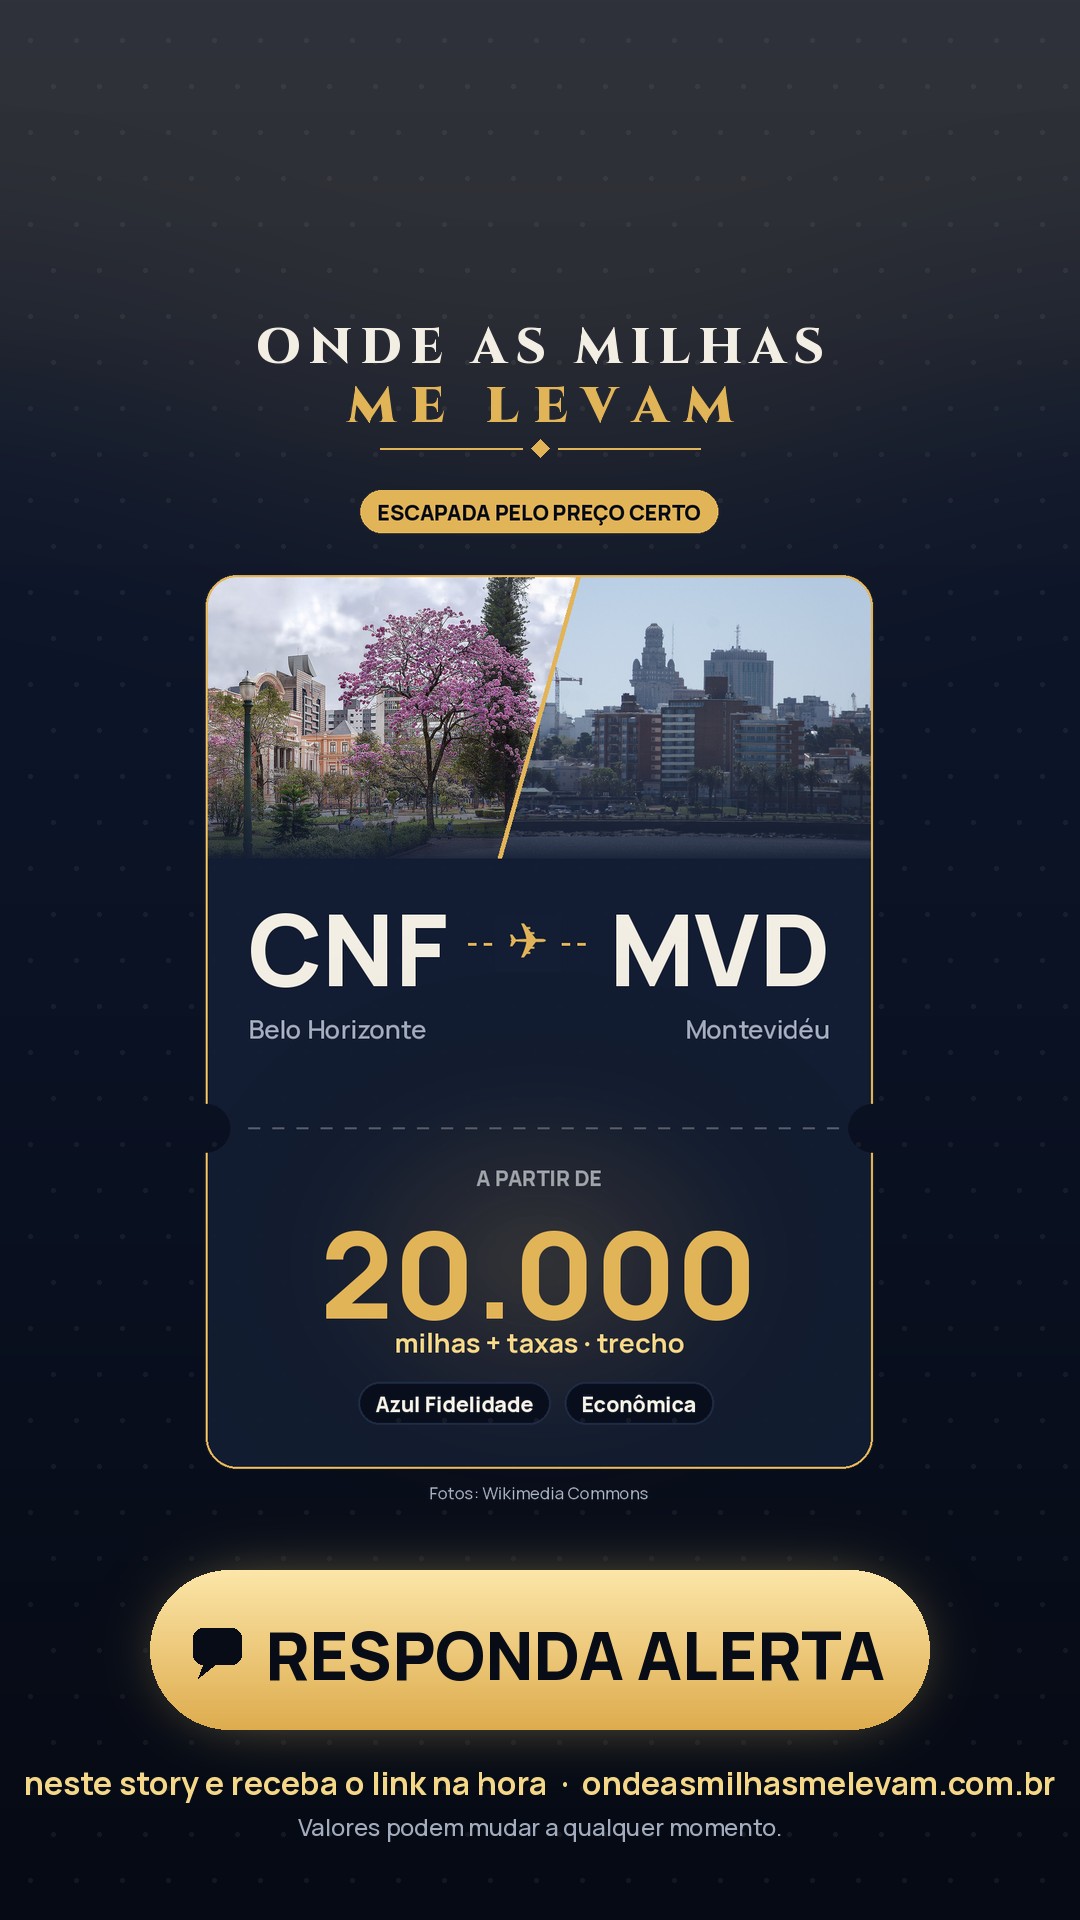 ONDE AS MILHAS
ME LEVAM
ESCAPADA PELO PREÇO CERTO
CNF -- ✈ -- MVD
Belo Horizonte Montevidéu
A PARTIR DE
20.000
milhas + taxas · trecho
Azul Fidelidade Econômica
Fotos: Wikimedia Commons
RESPONDA ALERTA
neste story e receba o link na hora · ondeasmilhasmelevam.com.br
Valores podem mudar a qualquer momento.